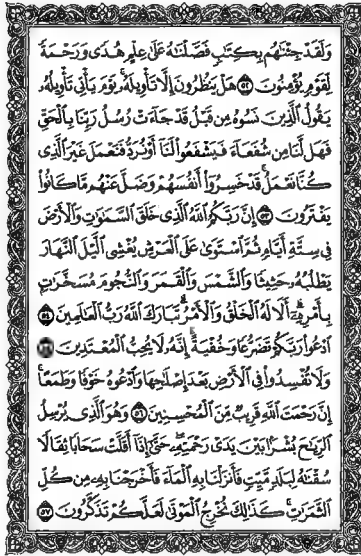 وَلَقَدْ جِئْنَٰهُم بِكِتَٰبٍ فَصَّلْنَٰهُ عَلَىٰ عِلْمٍ هُدًى وَرَحْمَةً
لِّقَوْمٍ يُؤْمِنُونَ ٥٢ هَلْ يَنظُرُونَ إِلَّا تَأْوِيلَهُۥ ۚ يَوْمَ يَأْتِى تَأْوِيلُهُۥ
يَقُولُ ٱلَّذِينَ نَسُوهُ مِن قَبْلُ قَدْ جَآءَتْ رُسُلُ رَبِّنَا بِٱلْحَقِّ
فَهَل لَّنَا مِن شُفَعَآءَ فَيَشْفَعُوا۟ لَنَآ أَوْ نُرَدُّ فَنَعْمَلَ غَيْرَ ٱلَّذِى
كُنَّا نَعْمَلُ ۚ قَدْ خَسِرُوٓا۟ أَنفُسَهُمْ وَضَلَّ عَنْهُم مَّا كَانُوا۟
يَفْتَرُونَ ٥٣ إِنَّ رَبَّكُمُ ٱللَّهُ ٱلَّذِى خَلَقَ ٱلسَّمَٰوَٰتِ وَٱلْأَرْضَ
فِى سِتَّةِ أَيَّامٍ ثُمَّ ٱسْتَوَىٰ عَلَى ٱلْعَرْشِ يُغْشِى ٱلَّيْلَ ٱلنَّهَارَ
يَطْلُبُهُۥ حَثِيثًا وَٱلشَّمْسَ وَٱلْقَمَرَ وَٱلنُّجُومَ مُسَخَّرَٰتٍۭ
بِأَمْرِهِۦٓ ۗ أَلَا لَهُ ٱلْخَلْقُ وَٱلْأَمْرُ ۗ تَبَارَكَ ٱللَّهُ رَبُّ ٱلْعَٰلَمِينَ ٥٤
ٱدْعُوا۟ رَبَّكُمْ تَضَرُّعًا وَخُفْيَةً ۚ إِنَّهُۥ لَا يُحِبُّ ٱلْمُعْتَدِينَ ٥٥
وَلَا تُفْسِدُوا۟ فِى ٱلْأَرْضِ بَعْدَ إِصْلَٰحِهَا وَٱدْعُوهُ خَوْفًا وَطَمَعًا ۚ
إِنَّ رَحْمَتَ ٱللَّهِ قَرِيبٌ مِّنَ ٱلْمُحْسِنِينَ ٥٦ وَهُوَ ٱلَّذِى يُرْسِلُ
ٱلرِّيَٰحَ بُشْرًۢا بَيْنَ يَدَىْ رَحْمَتِهِۦ ۖ حَتَّىٰٓ إِذَآ أَقَلَّتْ سَحَابًا ثِقَالًا
سُقْنَٰهُ لِبَلَدٍ مَّيِّتٍ فَأَنزَلْنَا بِهِ ٱلْمَآءَ فَأَخْرَجْنَا بِهِۦ مِن كُلِّ
ٱلثَّمَرَٰتِ ۚ كَذَٰلِكَ نُخْرِجُ ٱلْمَوْتَىٰ لَعَلَّكُمْ تَذَكَّرُونَ ٥٧